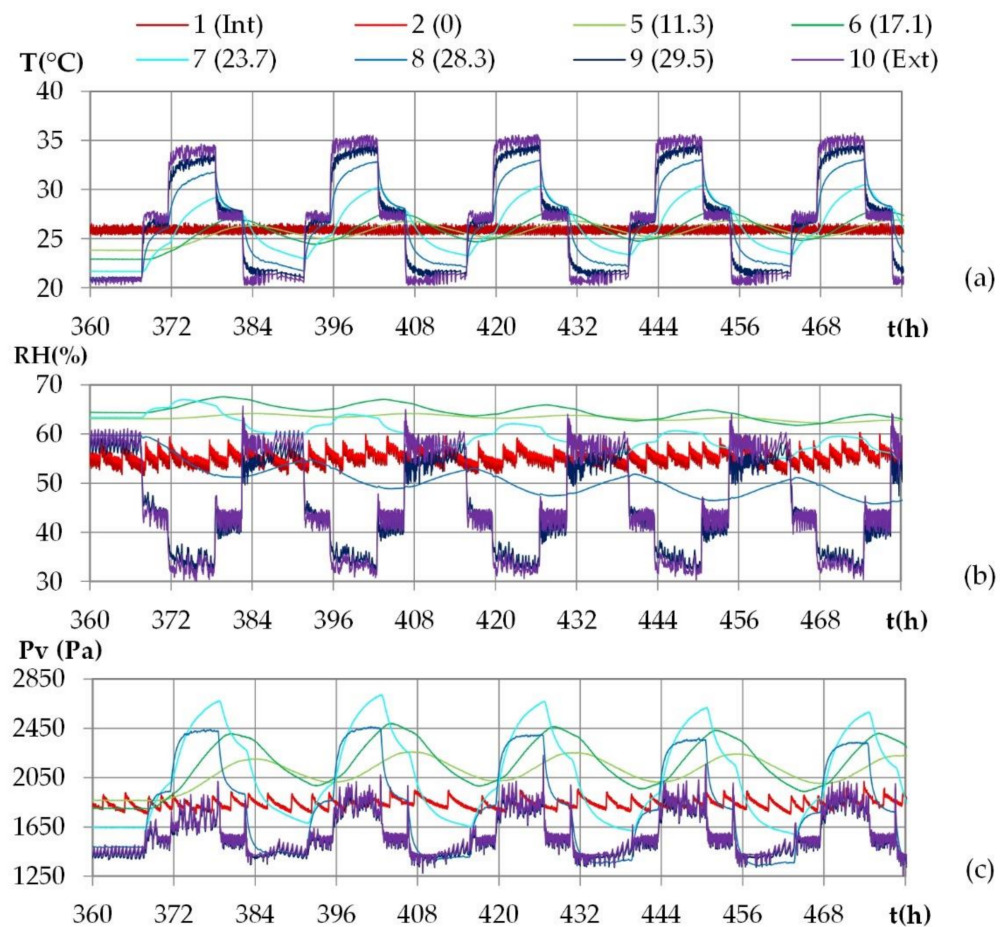 1 (Int) 2 (0) 5 (11.3) 6 (17.1)
7 (23.7) 8 (28.3) 9 (29.5) 10 (Ext)
T(°C)
40
35
30
25
20
(a)
360 372 384 396 408 420 432 444 456 468 t(h)
RH(%)
70
60
50
40
30
(b)
360 372 384 396 408 420 432 444 456 468 t(h)
Pv (Pa)
2850
2450
2050
1650
1250
(c)
360 372 384 396 408 420 432 444 456 468 t(h)